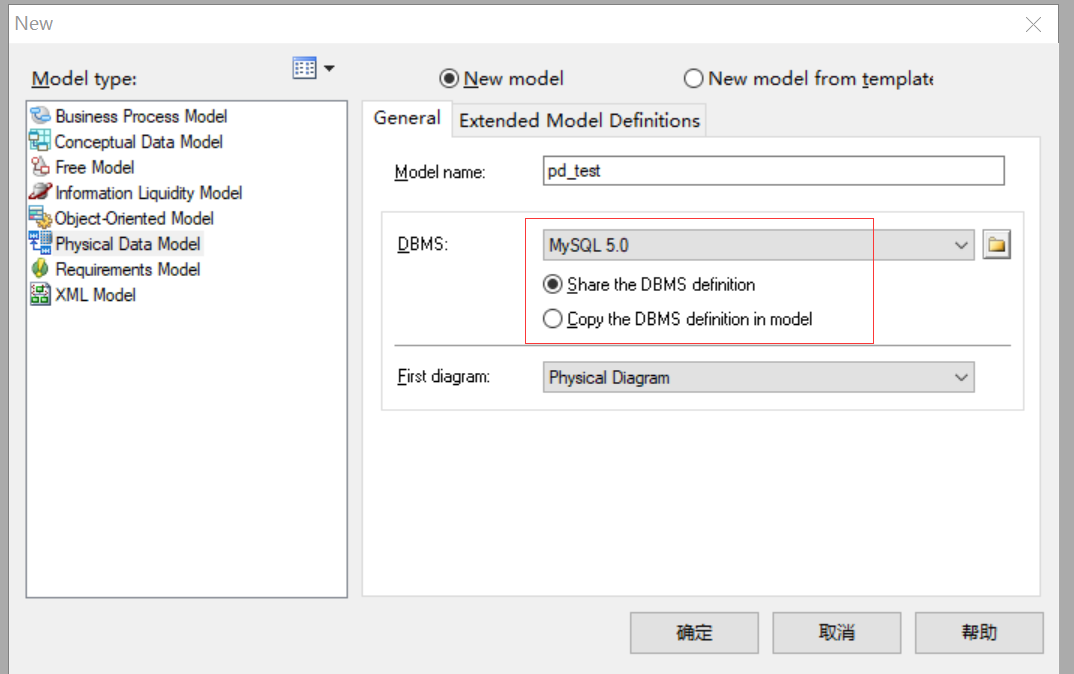 New
Model type:
New model
New model from template
Business Process Model
Conceptual Data Model
Free Model
Information Liquidity Model
Object-Oriented Model
Physical Data Model
Requirements Model
XML Model
General
Extended Model Definitions
Model name:
pd_test
DBMS:
MySQL 5.0
Share the DBMS definition
Copy the DBMS definition in model
First diagram:
Physical Diagram
确定
取消
帮助